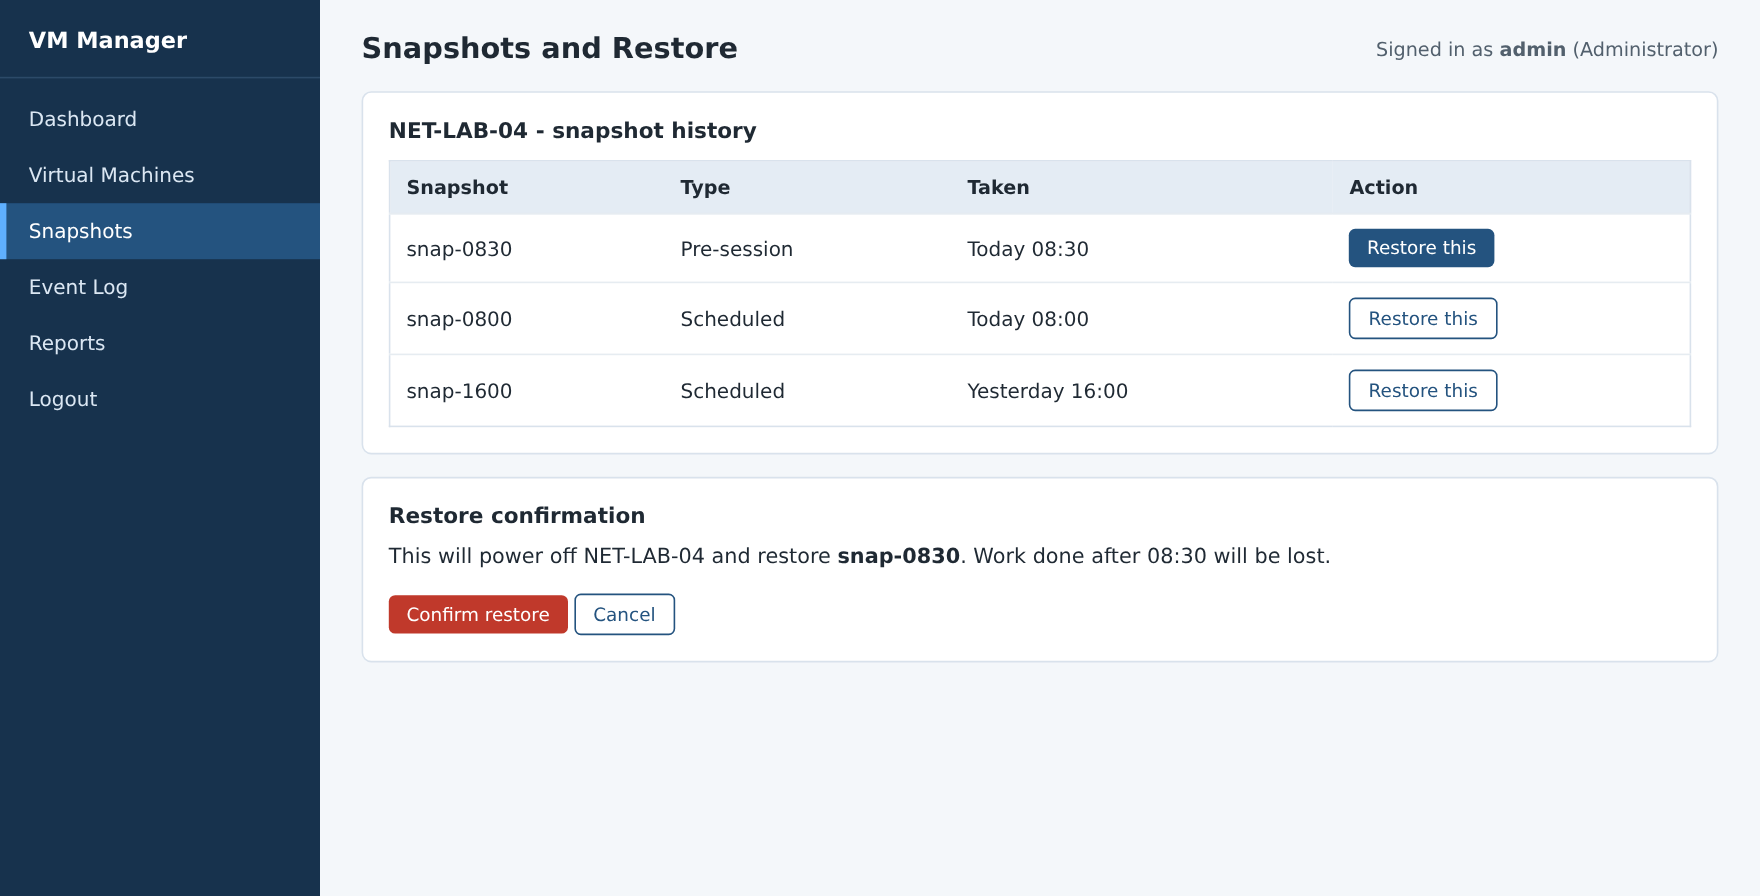 VM Manager
Dashboard
Virtual Machines
Snapshots
Event Log
Reports
Logout
Snapshots and Restore
Signed in as admin (Administrator)
NET-LAB-04 - snapshot history
Snapshot Type Taken Action
snap-0830 Pre-session Today 08:30 Restore this
snap-0800 Scheduled Today 08:00 Restore this
snap-1600 Scheduled Yesterday 16:00 Restore this
Restore confirmation
This will power off NET-LAB-04 and restore snap-0830. Work done after 08:30 will be lost.
Confirm restore Cancel